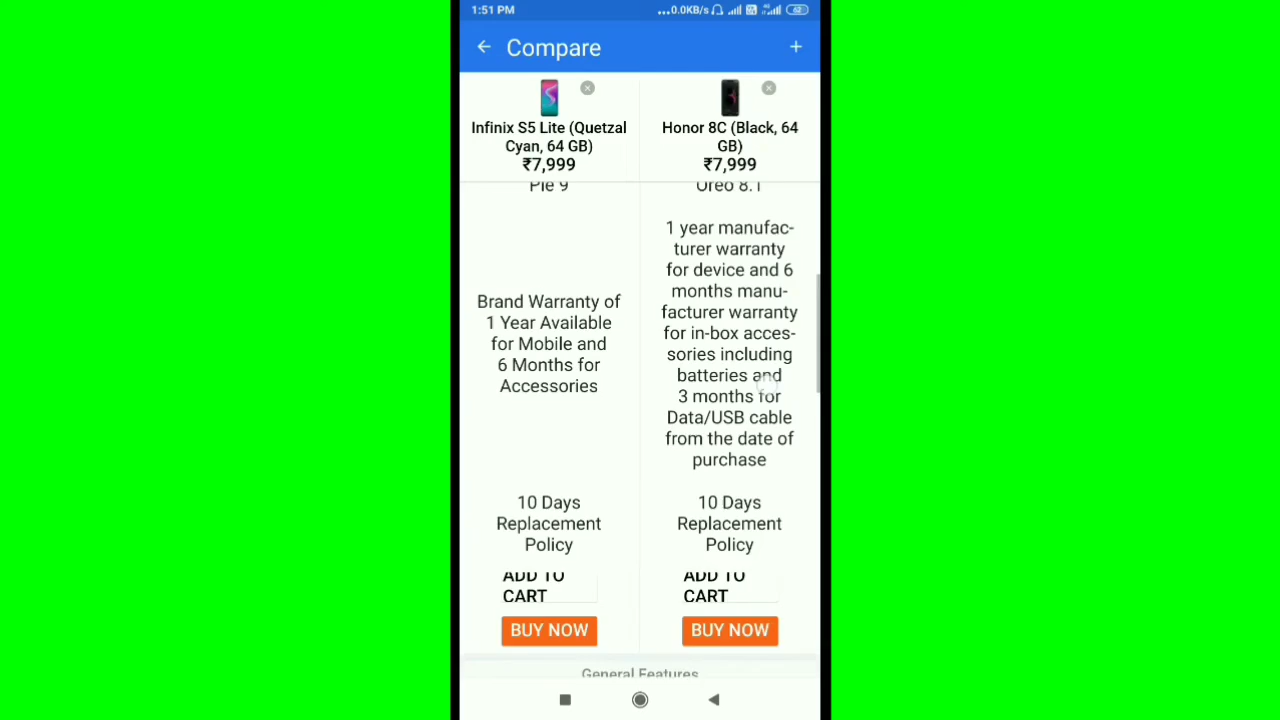 1:51 PM
...0.0KB/s
62
Compare
Infinix S5 Lite (Quetzal
Cyan, 64 GB)
₹7,999
Honor 8C (Black, 64
GB)
₹7,999
Pie 9
Oreo 8.1
Brand Warranty of
1 Year Available
for Mobile and
6 Months for
Accessories
1 year manufac-
turer warranty
for device and 6
months manu-
facturer warranty
for in-box acces-
sories including
batteries and
3 months for
Data/USB cable
from the date of
purchase
10 Days
Replacement
Policy
10 Days
Replacement
Policy
ADD TO
CART
ADD TO
CART
BUY NOW
BUY NOW
General Features